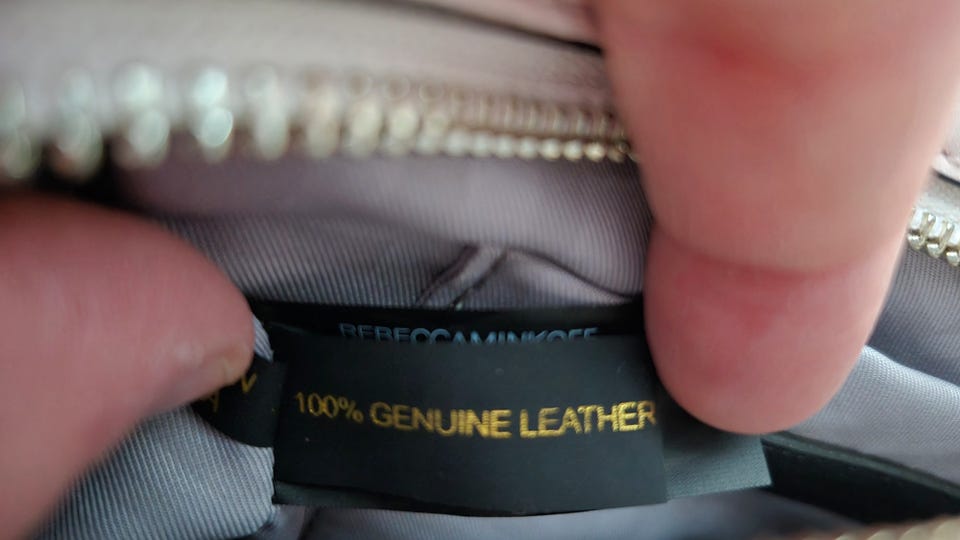 REBECCAMINKOFF
100% GENUINE LEATHER